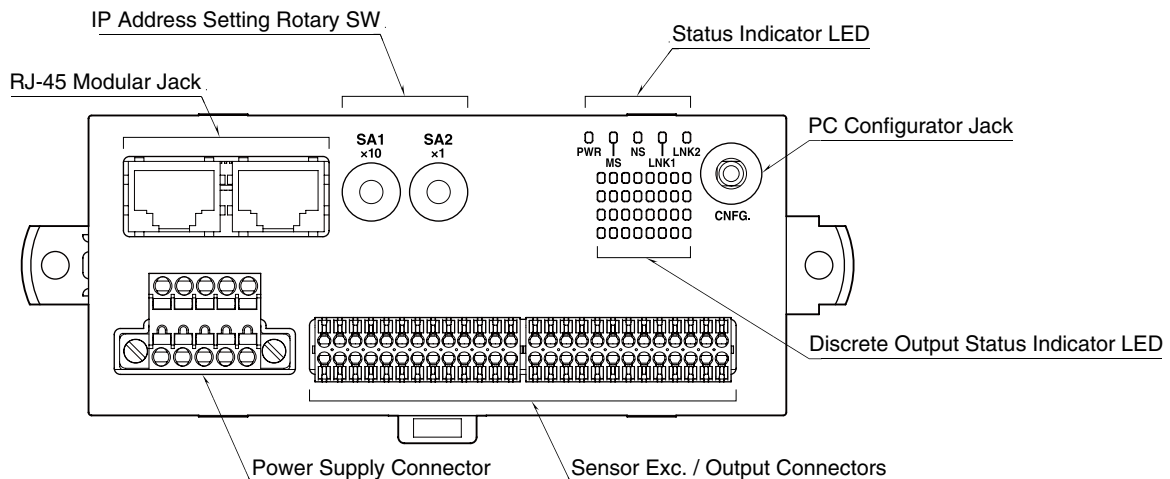 IP Address Setting Rotary SW
Status Indicator LED
RJ-45 Modular Jack
PC Configurator Jack
SA1
×10
SA2
×1
PWR
MS
NS
LNK1
LNK2
CNFG.
Discrete Output Status Indicator LED
Power Supply Connector
Sensor Exc. / Output Connectors